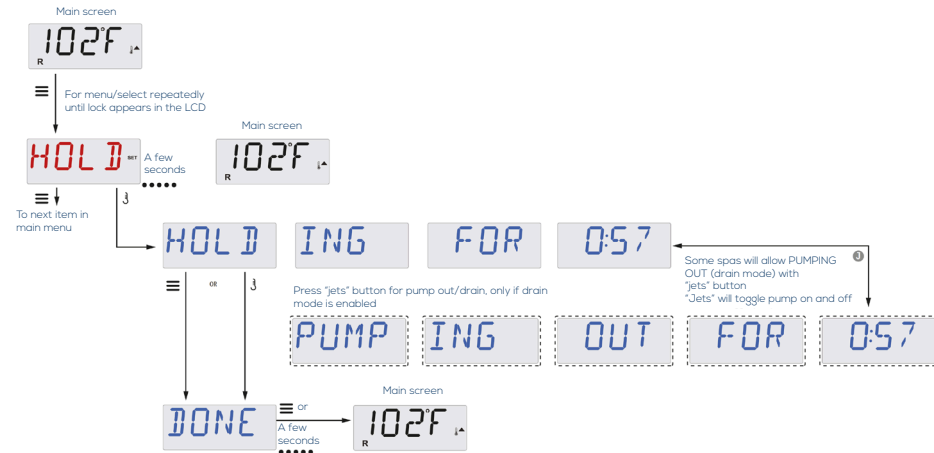 Main screen
102°F
R
For menu/select repeatedly
until lock appears in the LCD
Main screen
HOLD SET
A few
seconds
102°F
R
To next item in
main menu
HOLD ING FOR 0:57
Some spas will allow PUMPING
OUT (drain mode) with
"jets" button
"Jets" will toggle pump on and off
J
OR
Press "jets" button for pump out/drain, only if drain
mode is enabled
PUMP ING OUT FOR 0:57
Main screen
DONE
or
A few
seconds
102°F
R